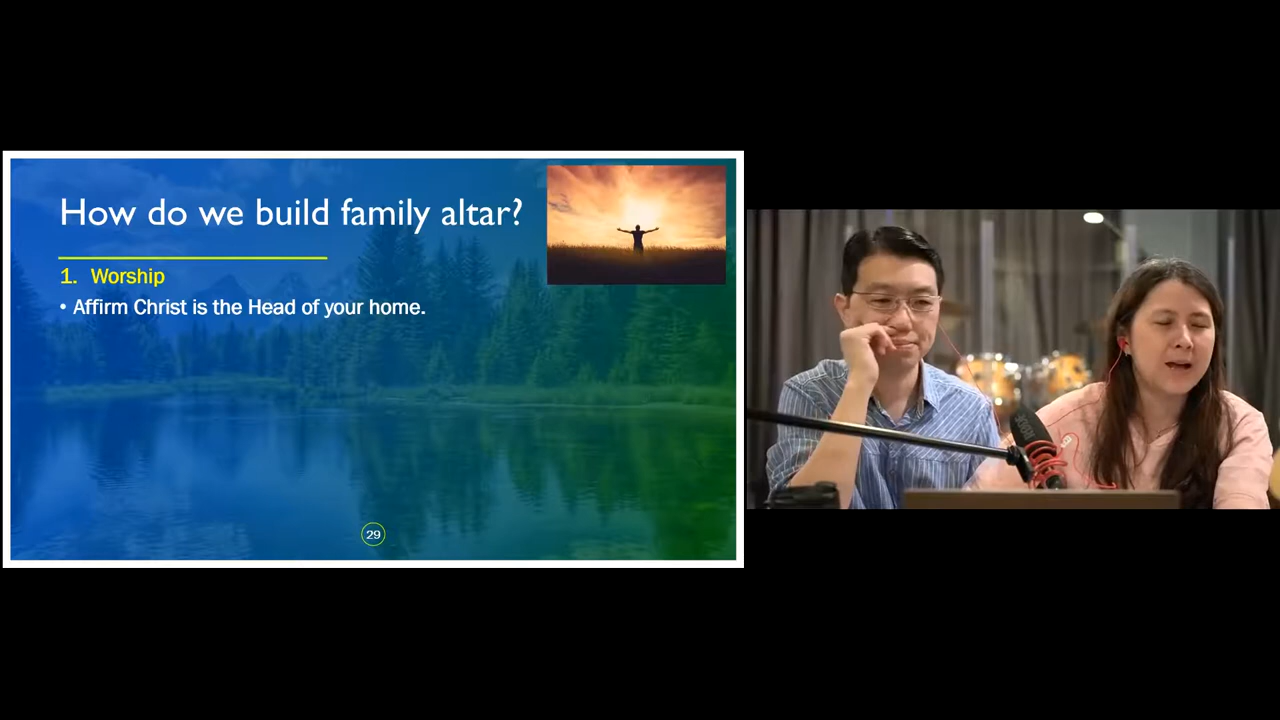 How do we build family altar?
1. Worship
• Affirm Christ is the Head of your home.
29